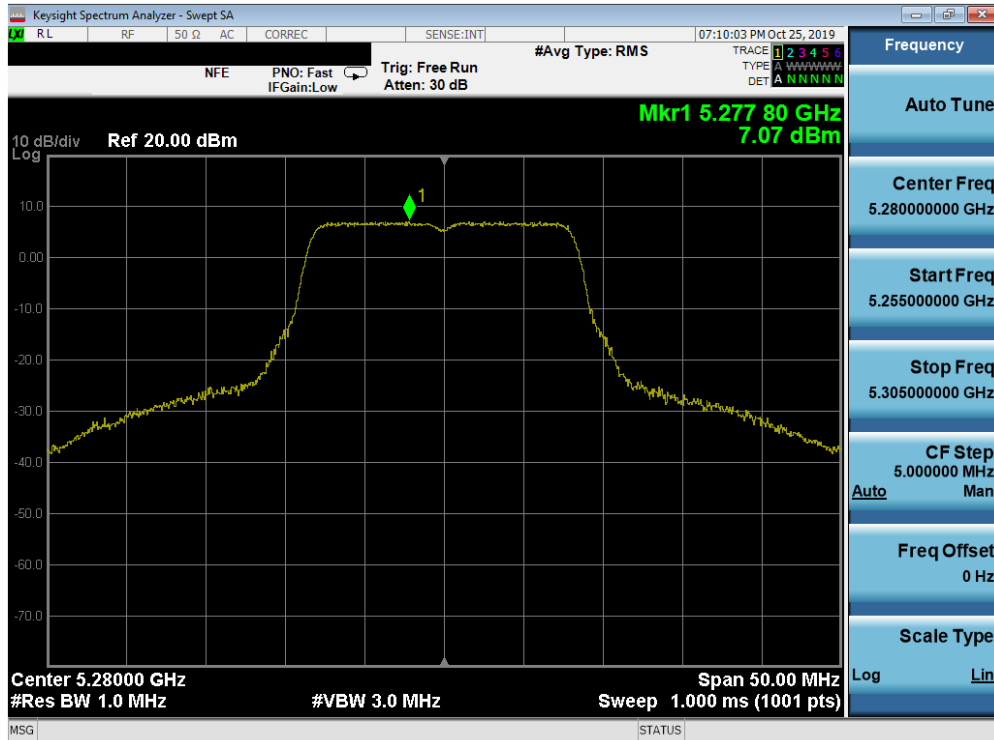 Keysight Spectrum Analyzer - Swept SA
LXI RL RF 50 Ω AC CORREC SENSE:INT 07:10:03 PM Oct 25, 2019
NFE PNO: Fast Trig: Free Run #Avg Type: RMS TRACE 1 2 3 4 5 6
IFGain:Low Atten: 30 dB TYPE A WWWWW
DET A N N N N N
Mkr1 5.277 80 GHz
7.07 dBm
10 dB/div Ref 20.00 dBm
Log
1
10.0
0.00
-10.0
-20.0
-30.0
-40.0
-50.0
-60.0
-70.0
Center 5.28000 GHz Span 50.00 MHz
#Res BW 1.0 MHz #VBW 3.0 MHz Sweep 1.000 ms (1001 pts)
MSG STATUS
Frequency
Auto Tune
Center Freq
5.280000000 GHz
Start Freq
5.255000000 GHz
Stop Freq
5.305000000 GHz
CF Step
5.000000 MHz
Auto Man
Freq Offset
0 Hz
Scale Type
Log Lin